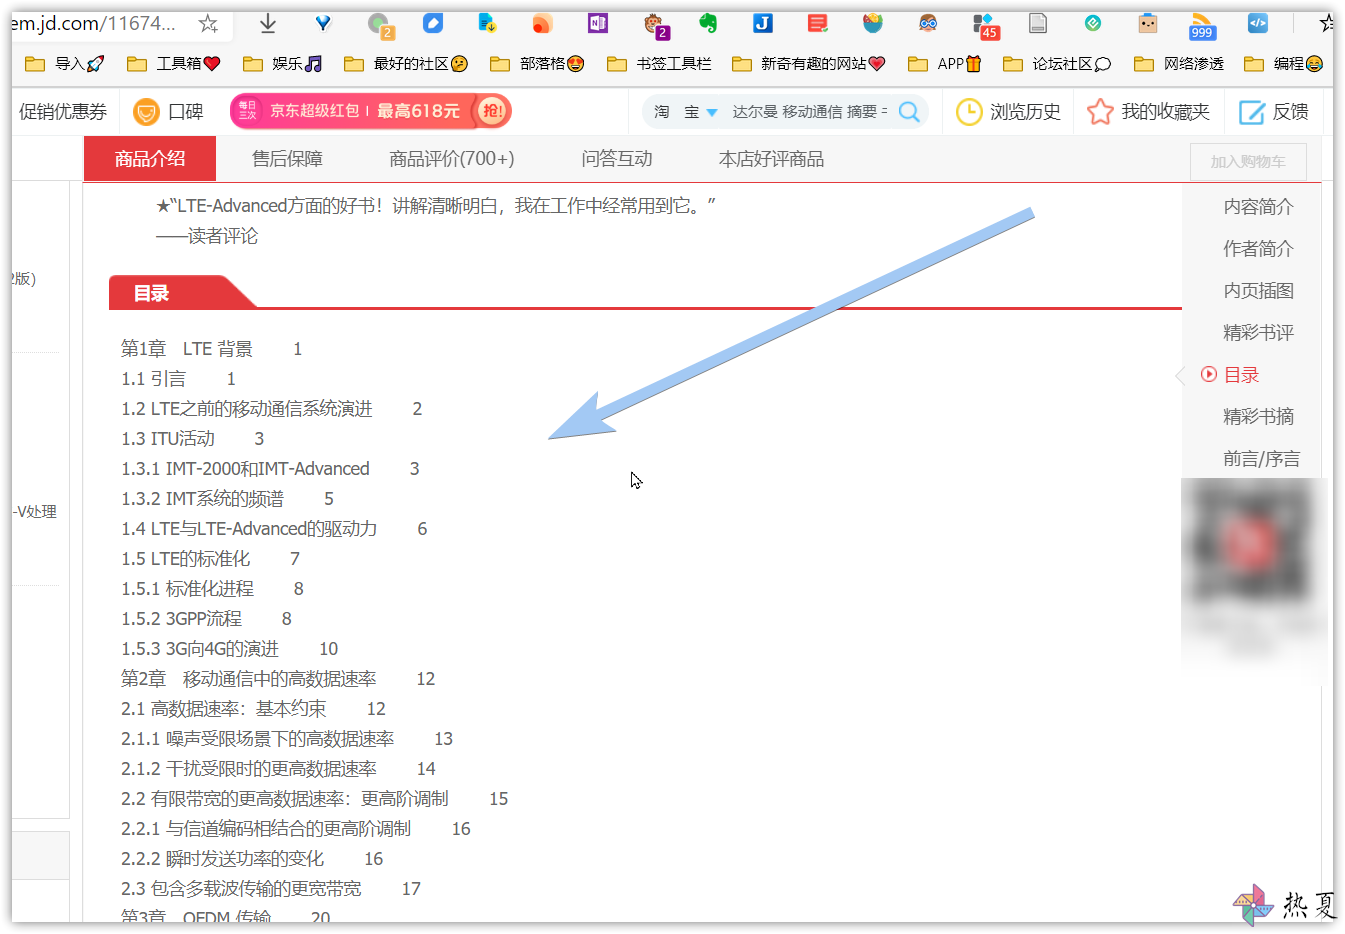 em.jd.com/11674...
2
2
45
999
导入🚀 工具箱❤ 娱乐🎵 最好的社区🤔 部落格😍 书签工具栏 新奇有趣的网站💗 APP🎁 论坛社区💭 网络渗透 编程😂
促销优惠券 口碑 每日三次 京东超级红包 | 最高618元 抢! 淘 宝 达尔曼 移动通信 摘要 = 浏览历史 我的收藏夹 反馈
商品介绍 售后保障 商品评价(700+) 问答互动 本店好评商品 加入购物车
★“LTE-Advanced方面的好书！讲解清晰明白，我在工作中经常用到它。”
——读者评论
2版)
-V处理
目录
第1章 LTE 背景 1
1.1 引言 1
1.2 LTE之前的移动通信系统演进 2
1.3 ITU活动 3
1.3.1 IMT-2000和IMT-Advanced 3
1.3.2 IMT系统的频谱 5
1.4 LTE与LTE-Advanced的驱动力 6
1.5 LTE的标准化 7
1.5.1 标准化进程 8
1.5.2 3GPP流程 8
1.5.3 3G向4G的演进 10
第2章 移动通信中的高数据速率 12
2.1 高数据速率：基本约束 12
2.1.1 噪声受限场景下的高数据速率 13
2.1.2 干扰受限时的更高数据速率 14
2.2 有限带宽的更高数据速率：更高阶调制 15
2.2.1 与信道编码相结合的更高阶调制 16
2.2.2 瞬时发送功率的变化 16
2.3 包含多载波传输的更宽带宽 17
第3章 OFDM 传输 20
内容简介
作者简介
内页插图
精彩书评
目录
精彩书摘
前言/序言
热夏